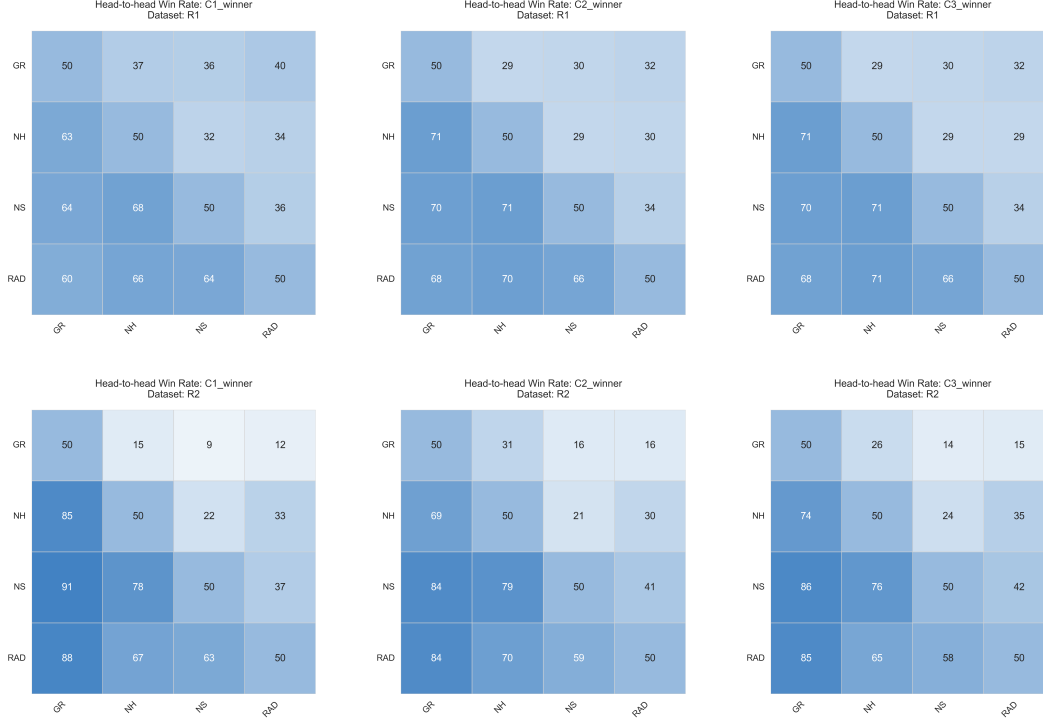 Head-to-head Win Rate: C1_winner
Dataset: R1
GR 50 37 36 40
NH 63 50 32 34
NS 64 68 50 36
RAD 60 66 64 50
GR NH NS RAD
Head-to-head Win Rate: C2_winner
Dataset: R1
GR 50 29 30 32
NH 71 50 29 30
NS 70 71 50 34
RAD 68 70 66 50
GR NH NS RAD
Head-to-head Win Rate: C3_winner
Dataset: R1
GR 50 29 30 32
NH 71 50 29 29
NS 70 71 50 34
RAD 68 71 66 50
GR NH NS RAD
Head-to-head Win Rate: C1_winner
Dataset: R2
GR 50 15 9 12
NH 85 50 22 33
NS 91 78 50 37
RAD 88 67 63 50
GR NH NS RAD
Head-to-head Win Rate: C2_winner
Dataset: R2
GR 50 31 16 16
NH 69 50 21 30
NS 84 79 50 41
RAD 84 70 59 50
GR NH NS RAD
Head-to-head Win Rate: C3_winner
Dataset: R2
GR 50 26 14 15
NH 74 50 24 35
NS 86 76 50 42
RAD 85 65 58 50
GR NH NS RAD